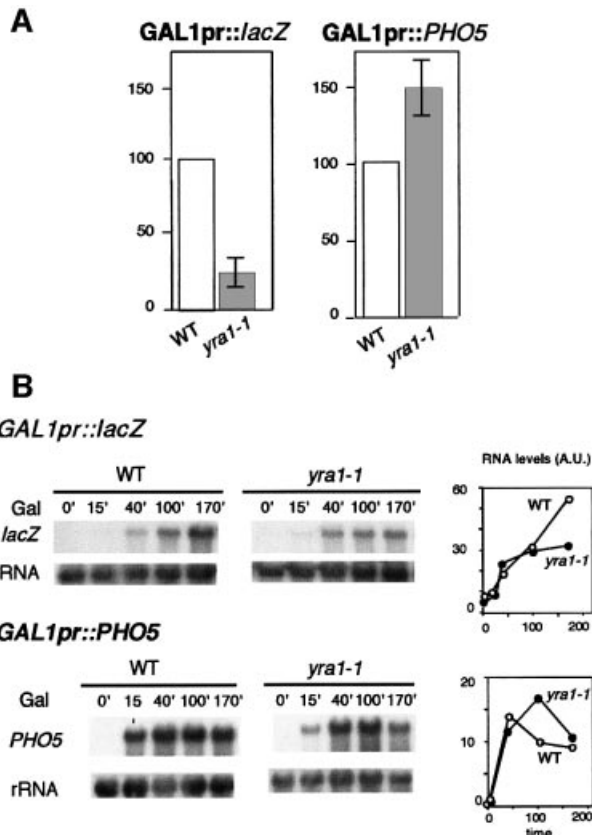 A
GAL1pr::lacZ GAL1pr::PHO5
150
100
50
0
WT yra1-1
150
100
50
0
WT yra1-1
B
GAL1pr::lacZ
WT yra1-1
Gal 0' 15' 40' 100' 170' 0' 15' 40' 100' 170'
lacZ
RNA
RNA levels (A.U.)
60
30
0
WT
yra1-1
0 100 200
GAL1pr::PHO5
WT yra1-1
Gal 0' 15 40' 100' 170' 0' 15' 40' 100' 170'
PHO5
rRNA
20
10
0
yra1-1
WT
0 100 200
time